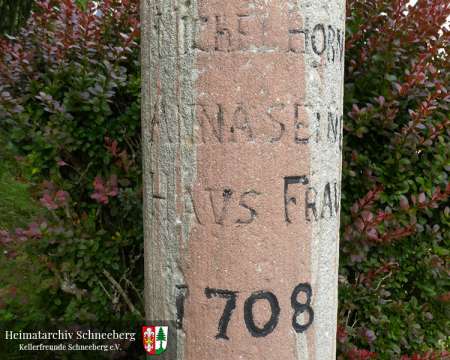 MICHEL HORN
ANNA SEIN
HAVS FRAV
1708
Heimatarchiv Schneeberg
Kellerfreunde Schneeberg e.V.